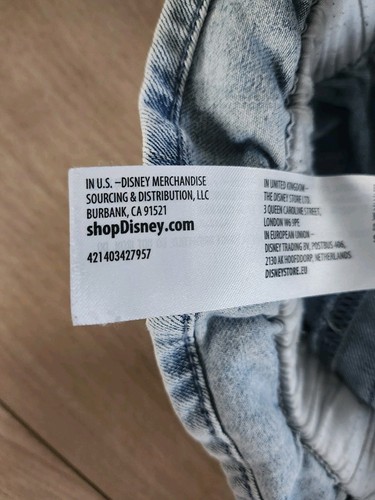 IN U.S. –DISNEY MERCHANDISE
SOURCING & DISTRIBUTION, LLC
BURBANK, CA 91521
shopDisney.com
421403427957
IN UNITED KINGDOM –
THE DISNEY STORE LTD.
3 QUEEN CAROLINE STREET,
LONDON W6 9PE
IN EUROPEAN UNION –
DISNEY TRADING BV, POSTBUS 406,
2130 AK HOOFDDORP, NETHERLANDS
DISNEYSTORE.EU